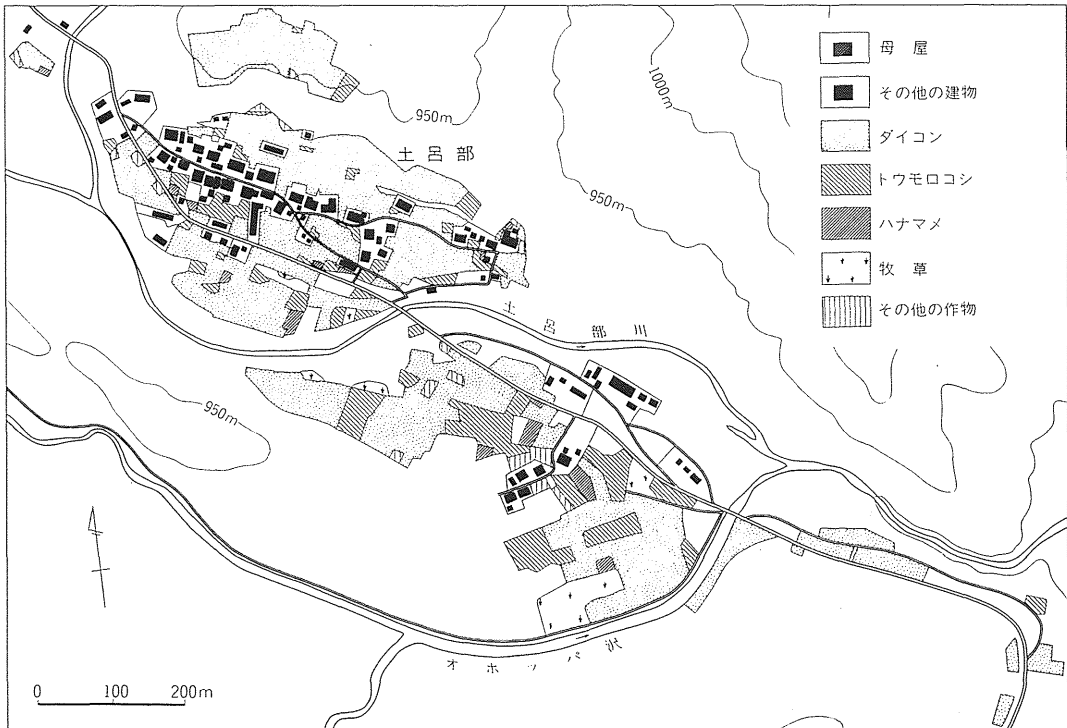 母屋
その他の建物
ダイコン
トウモロコシ
ハナマメ
牧草
その他の作物
950m
1000m
土呂部
950m
土呂部川
950m
オホッパ沢
0 100 200m